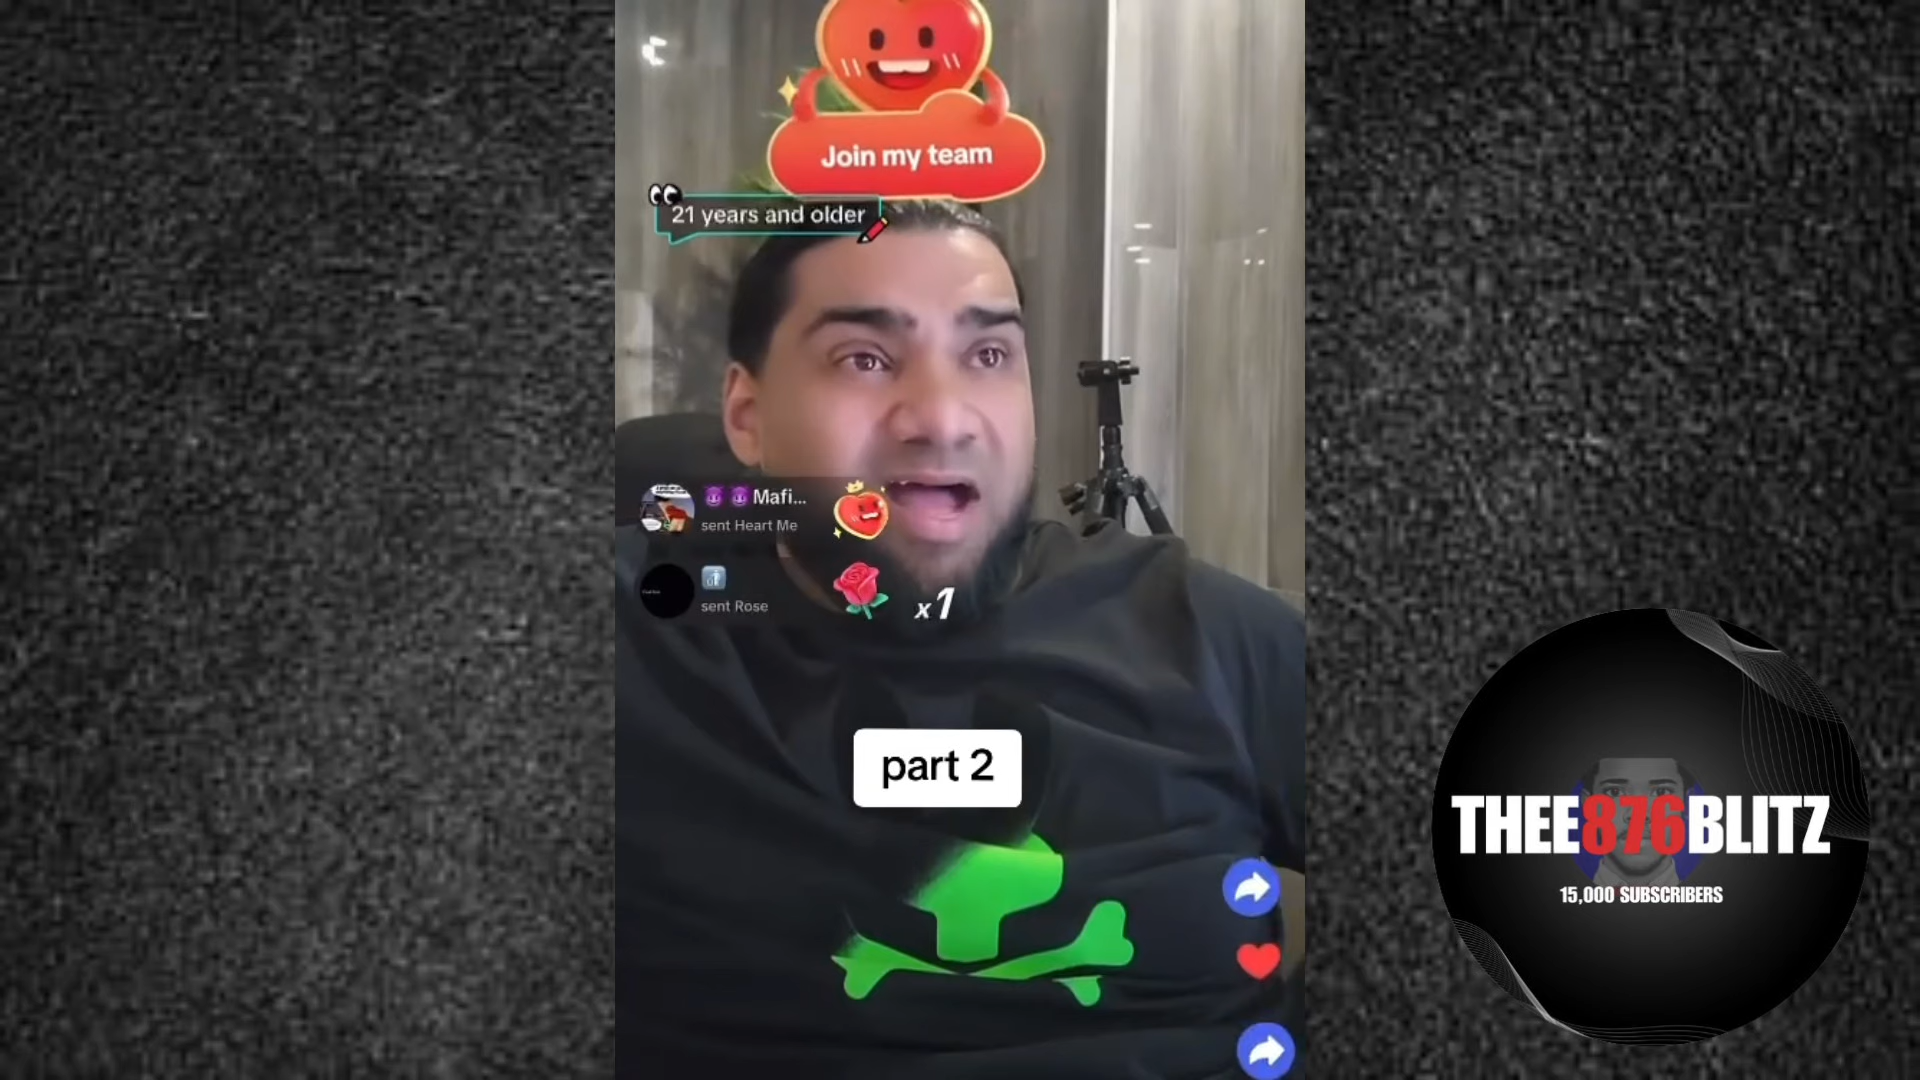 Join my team
21 years and older
😈😈Mafi...
sent Heart Me
sent Rose
x1
part 2
THEE876BLITZ
15,000 SUBSCRIBERS